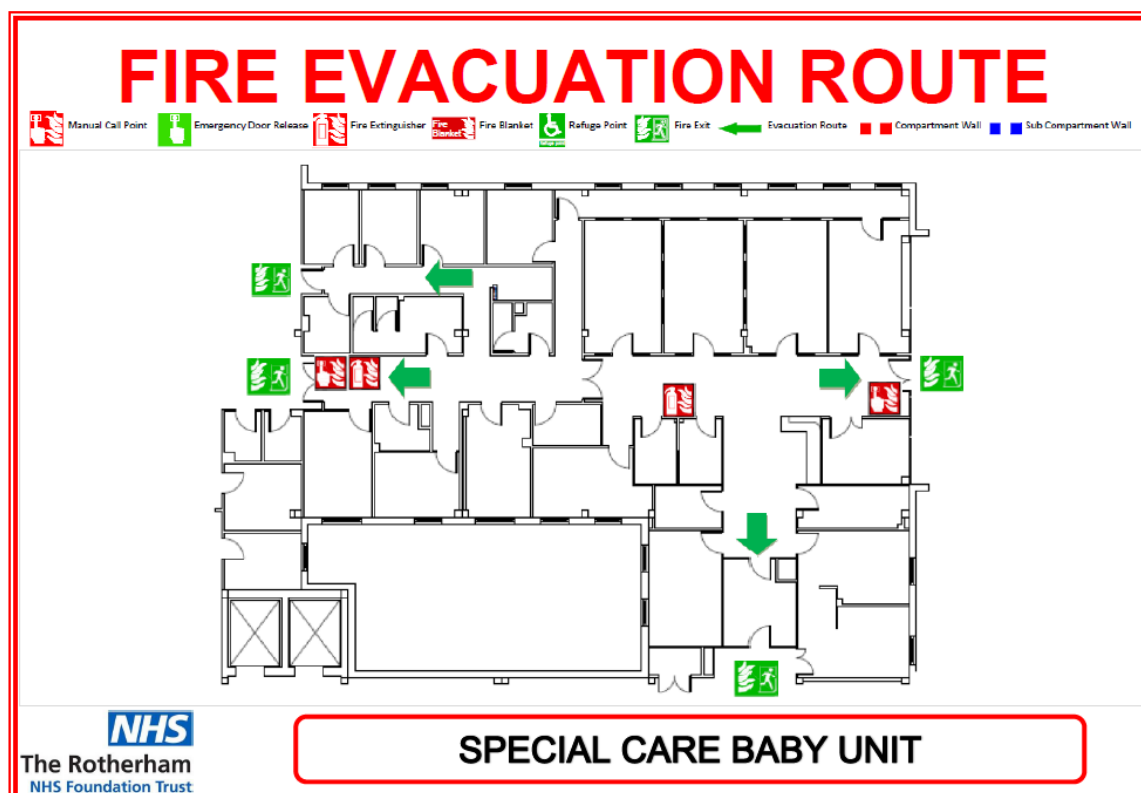 FIRE EVACUATION ROUTE
Manual Call Point Emergency Door Release Fire Extinguisher Fire Blanket Fire Blanket Refuge Point Fire Exit Evacuation Route Compartment Wall Sub Compartment Wall
NHS
The Rotherham
NHS Foundation Trust
SPECIAL CARE BABY UNIT